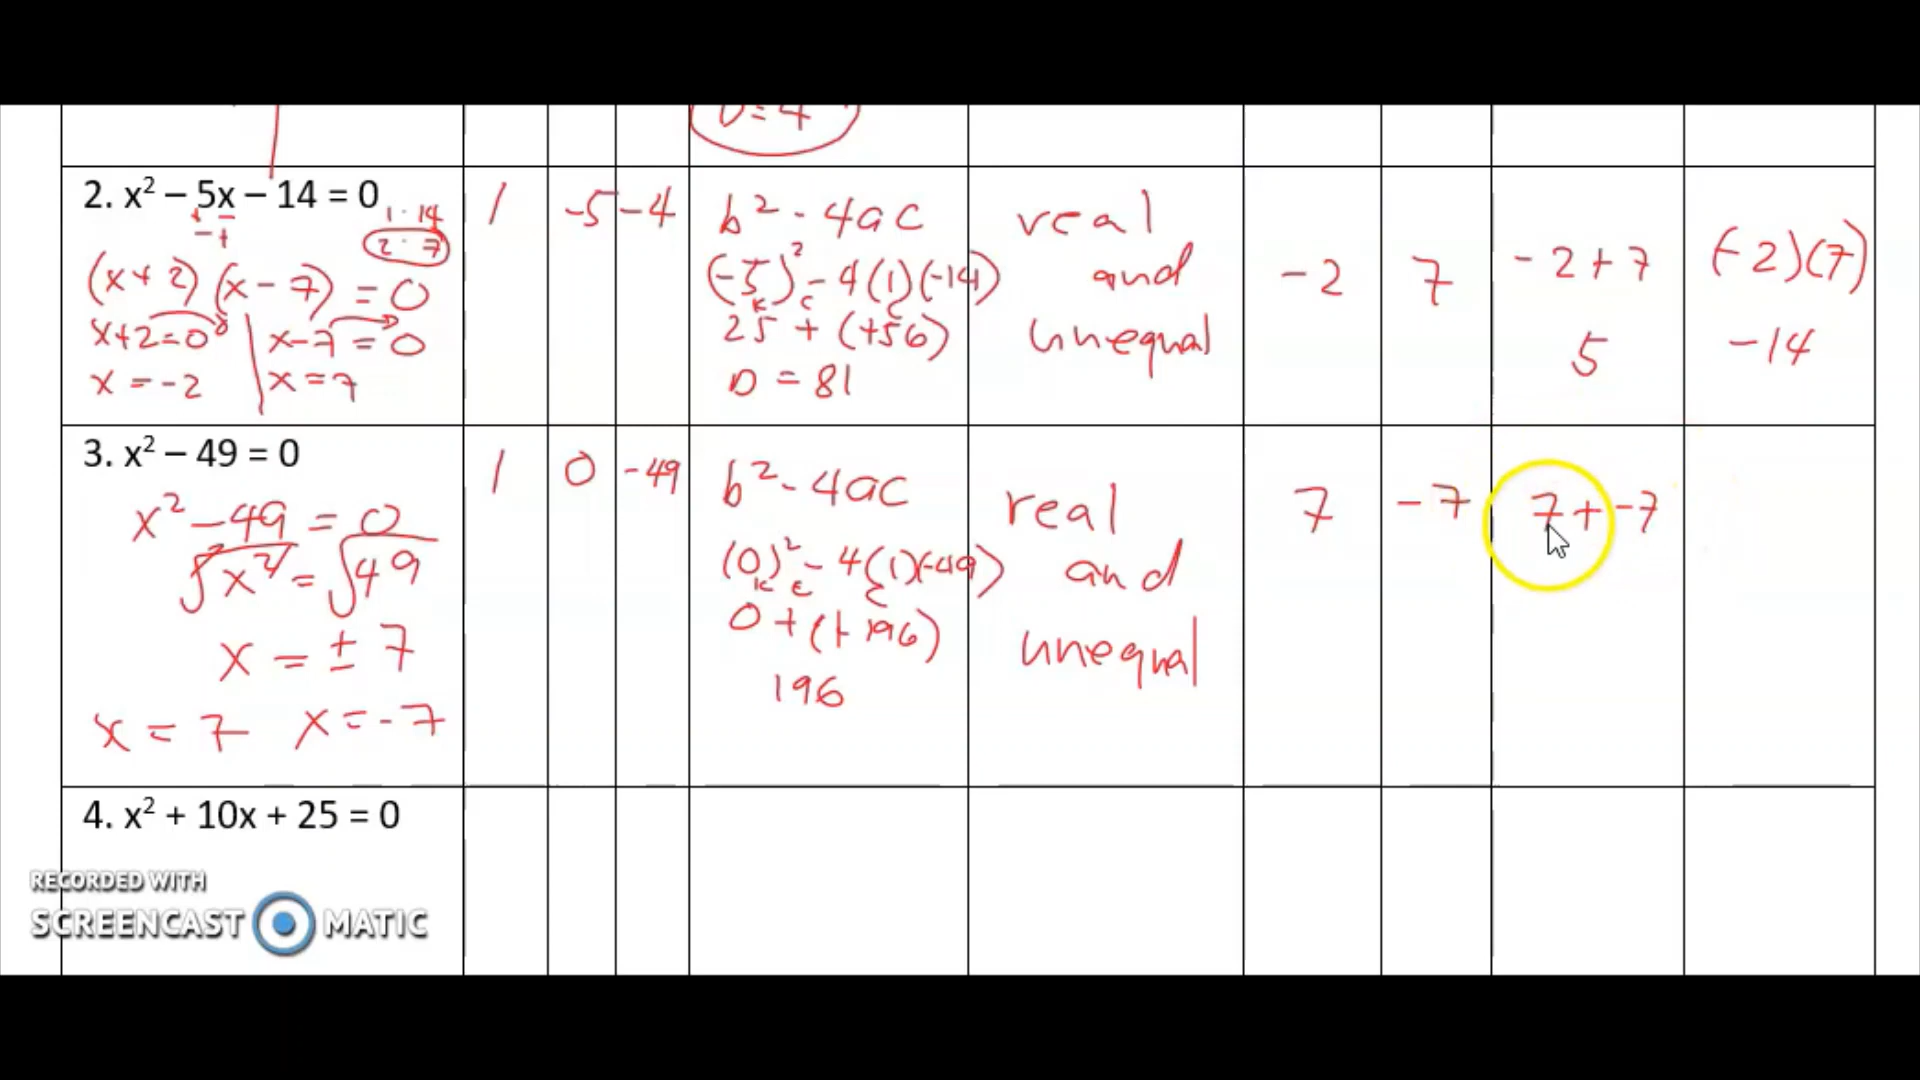 D = 4
2. x² – 5x – 14 = 0
+ –
– +
1 · 14
2 · 7
(x + 2) (x – 7) = 0
x+2=0 x–7=0
x = -2 x = 7
1 -5 -4
b² - 4ac
(-5)² - 4(1)(-14)
K C C
25 + (+56)
D = 81
real
and
unequal
-2 7
-2 + 7
5
(-2)(7)
-14
3. x² – 49 = 0
x² – 49 = 0
√x² = √49
x = ± 7
x = 7 x = -7
1 0 -49
b² - 4ac
(0)² - 4(1)(-49)
K C C
0 + (+196)
196
real
and
unequal
7 -7
7 + -7
4. x² + 10x + 25 = 0
RECORDED WITH
SCREENCAST MATIC